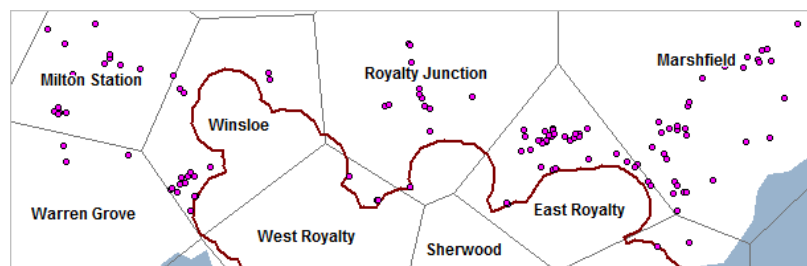 Marshfield
Royalty Junction
Milton Station
Winsloe
East Royalty
Warren Grove
West Royalty
Sherwood